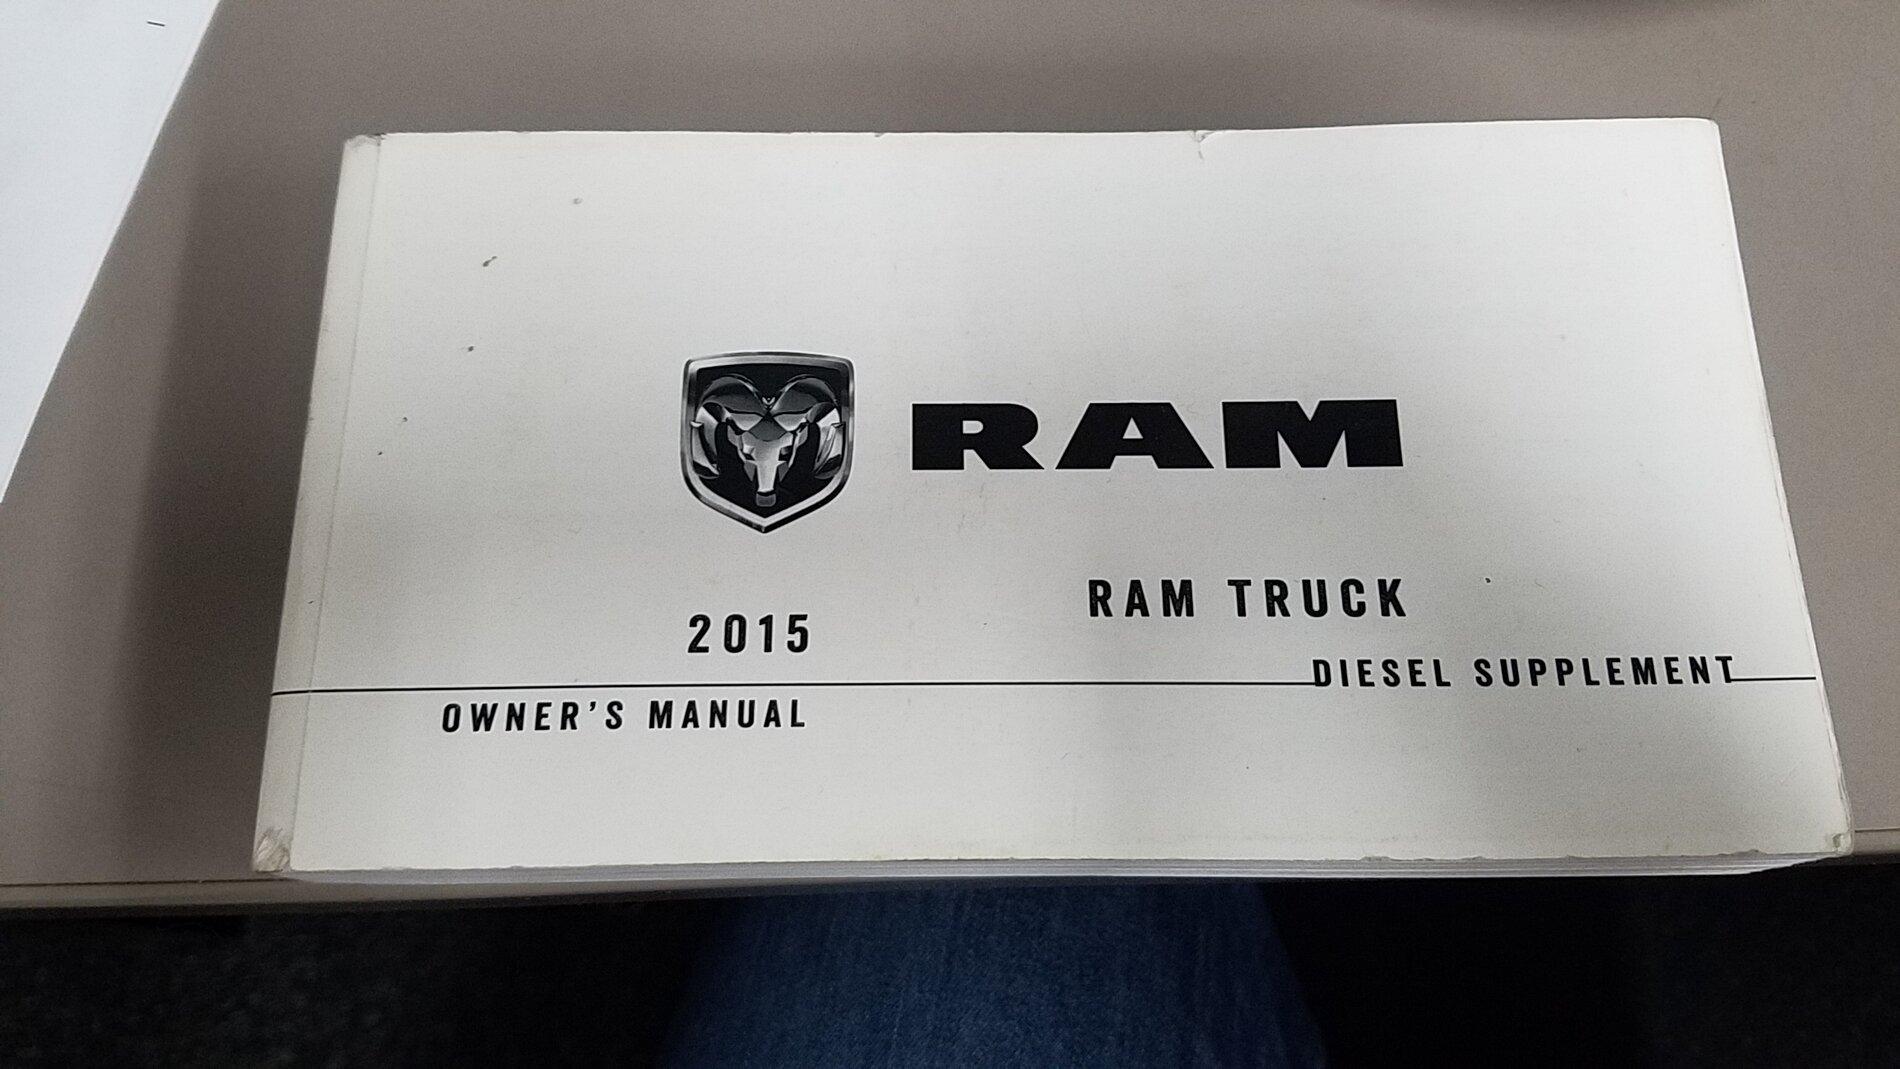 RAM
RAM TRUCK
2015
DIESEL SUPPLEMENT
OWNER'S MANUAL